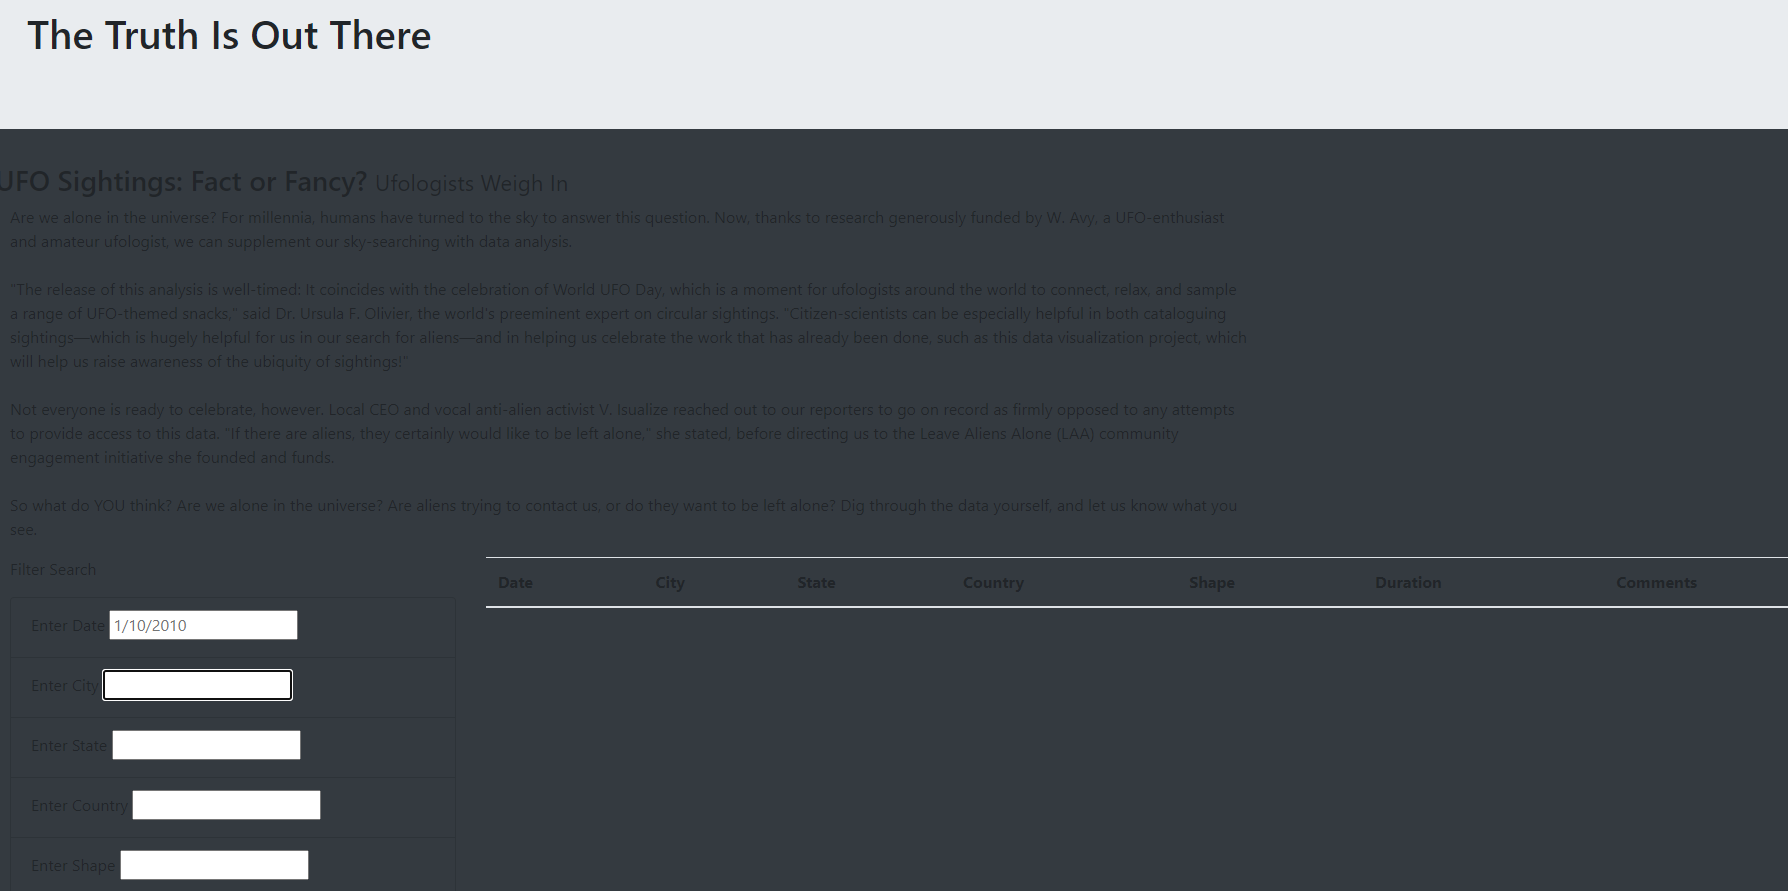 The Truth Is Out There
UFO Sightings: Fact or Fancy? Ufologists Weigh In
Are we alone in the universe? For millennia, humans have turned to the sky to answer this question. Now, thanks to research generously funded by W. Avy, a UFO-enthusiast
and amateur ufologist, we can supplement our sky-searching with data analysis.
"The release of this analysis is well-timed: It coincides with the celebration of World UFO Day, which is a moment for ufologists around the world to connect, relax, and sample
a range of UFO-themed snacks," said Dr. Ursula F. Olivier, the world's preeminent expert on circular sightings. "Citizen-scientists can be especially helpful in both cataloguing
sightings—which is hugely helpful for us in our search for aliens—and in helping us celebrate the work that has already been done, such as this data visualization project, which
will help us raise awareness of the ubiquity of sightings!"
Not everyone is ready to celebrate, however. Local CEO and vocal anti-alien activist V. Isualize reached out to our reporters to go on record as firmly opposed to any attempts
to provide access to this data. "If there are aliens, they certainly would like to be left alone," she stated, before directing us to the Leave Aliens Alone (LAA) community
engagement initiative she founded and funds.
So what do YOU think? Are we alone in the universe? Are aliens trying to contact us, or do they want to be left alone? Dig through the data yourself, and let us know what you
see.
Filter Search
Date City State Country Shape Duration Comments
Enter Date 1/10/2010
Enter City
Enter State
Enter Country
Enter Shape